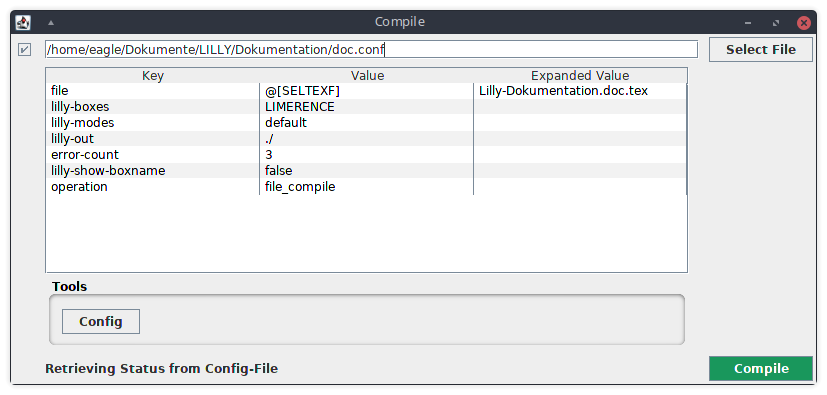 Compile
/home/eagle/Dokumente/LILLY/Dokumentation/doc.conf
Select File
Key Value Expanded Value
file @[SELTEXF] Lilly-Dokumentation.doc.tex
lilly-boxes LIMERENCE
lilly-modes default
lilly-out ./
error-count 3
lilly-show-boxname false
operation file_compile
Tools
Config
Retrieving Status from Config-File
Compile